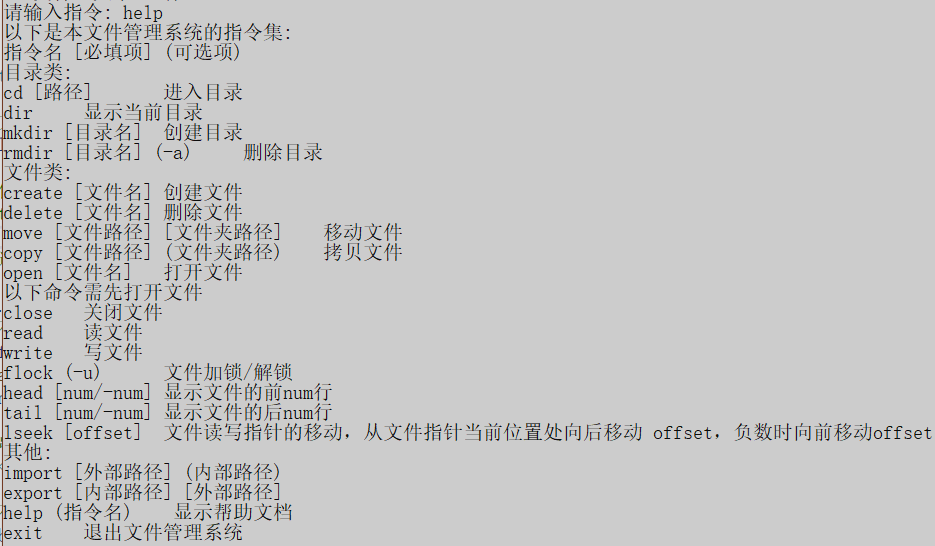 请输入指令: help
以下是本文件管理系统的指令集:
指令名 [必填项] (可选项)
目录类:
cd [路径] 进入目录
dir 显示当前目录
mkdir [目录名] 创建目录
rmdir [目录名] (-a) 删除目录
文件类:
create [文件名] 创建文件
delete [文件名] 删除文件
move [文件路径] [文件夹路径] 移动文件
copy [文件路径] (文件夹路径) 拷贝文件
open [文件名] 打开文件
以下命令需先打开文件
close 关闭文件
read 读文件
write 写文件
flock (-u) 文件加锁/解锁
head [num/-num] 显示文件的前num行
tail [num/-num] 显示文件的后num行
lseek [offset] 文件读写指针的移动，从文件指针当前位置处向后移动 offset，负数时向前移动offset
其他:
import [外部路径] (内部路径)
export [内部路径] [外部路径]
help (指令名) 显示帮助文档
exit 退出文件管理系统